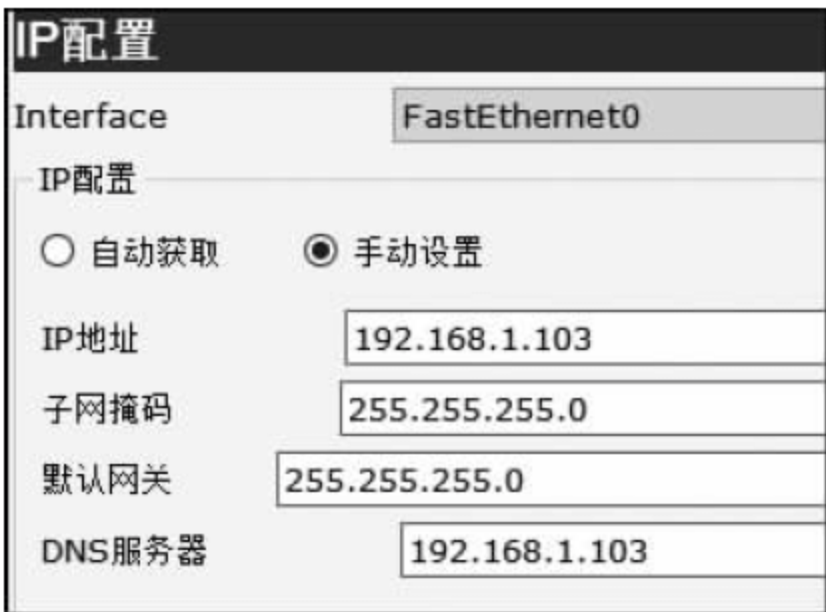 IP配置
Interface FastEthernet0
IP配置
自动获取 手动设置
IP地址 192.168.1.103
子网掩码 255.255.255.0
默认网关 255.255.255.0
DNS服务器 192.168.1.103